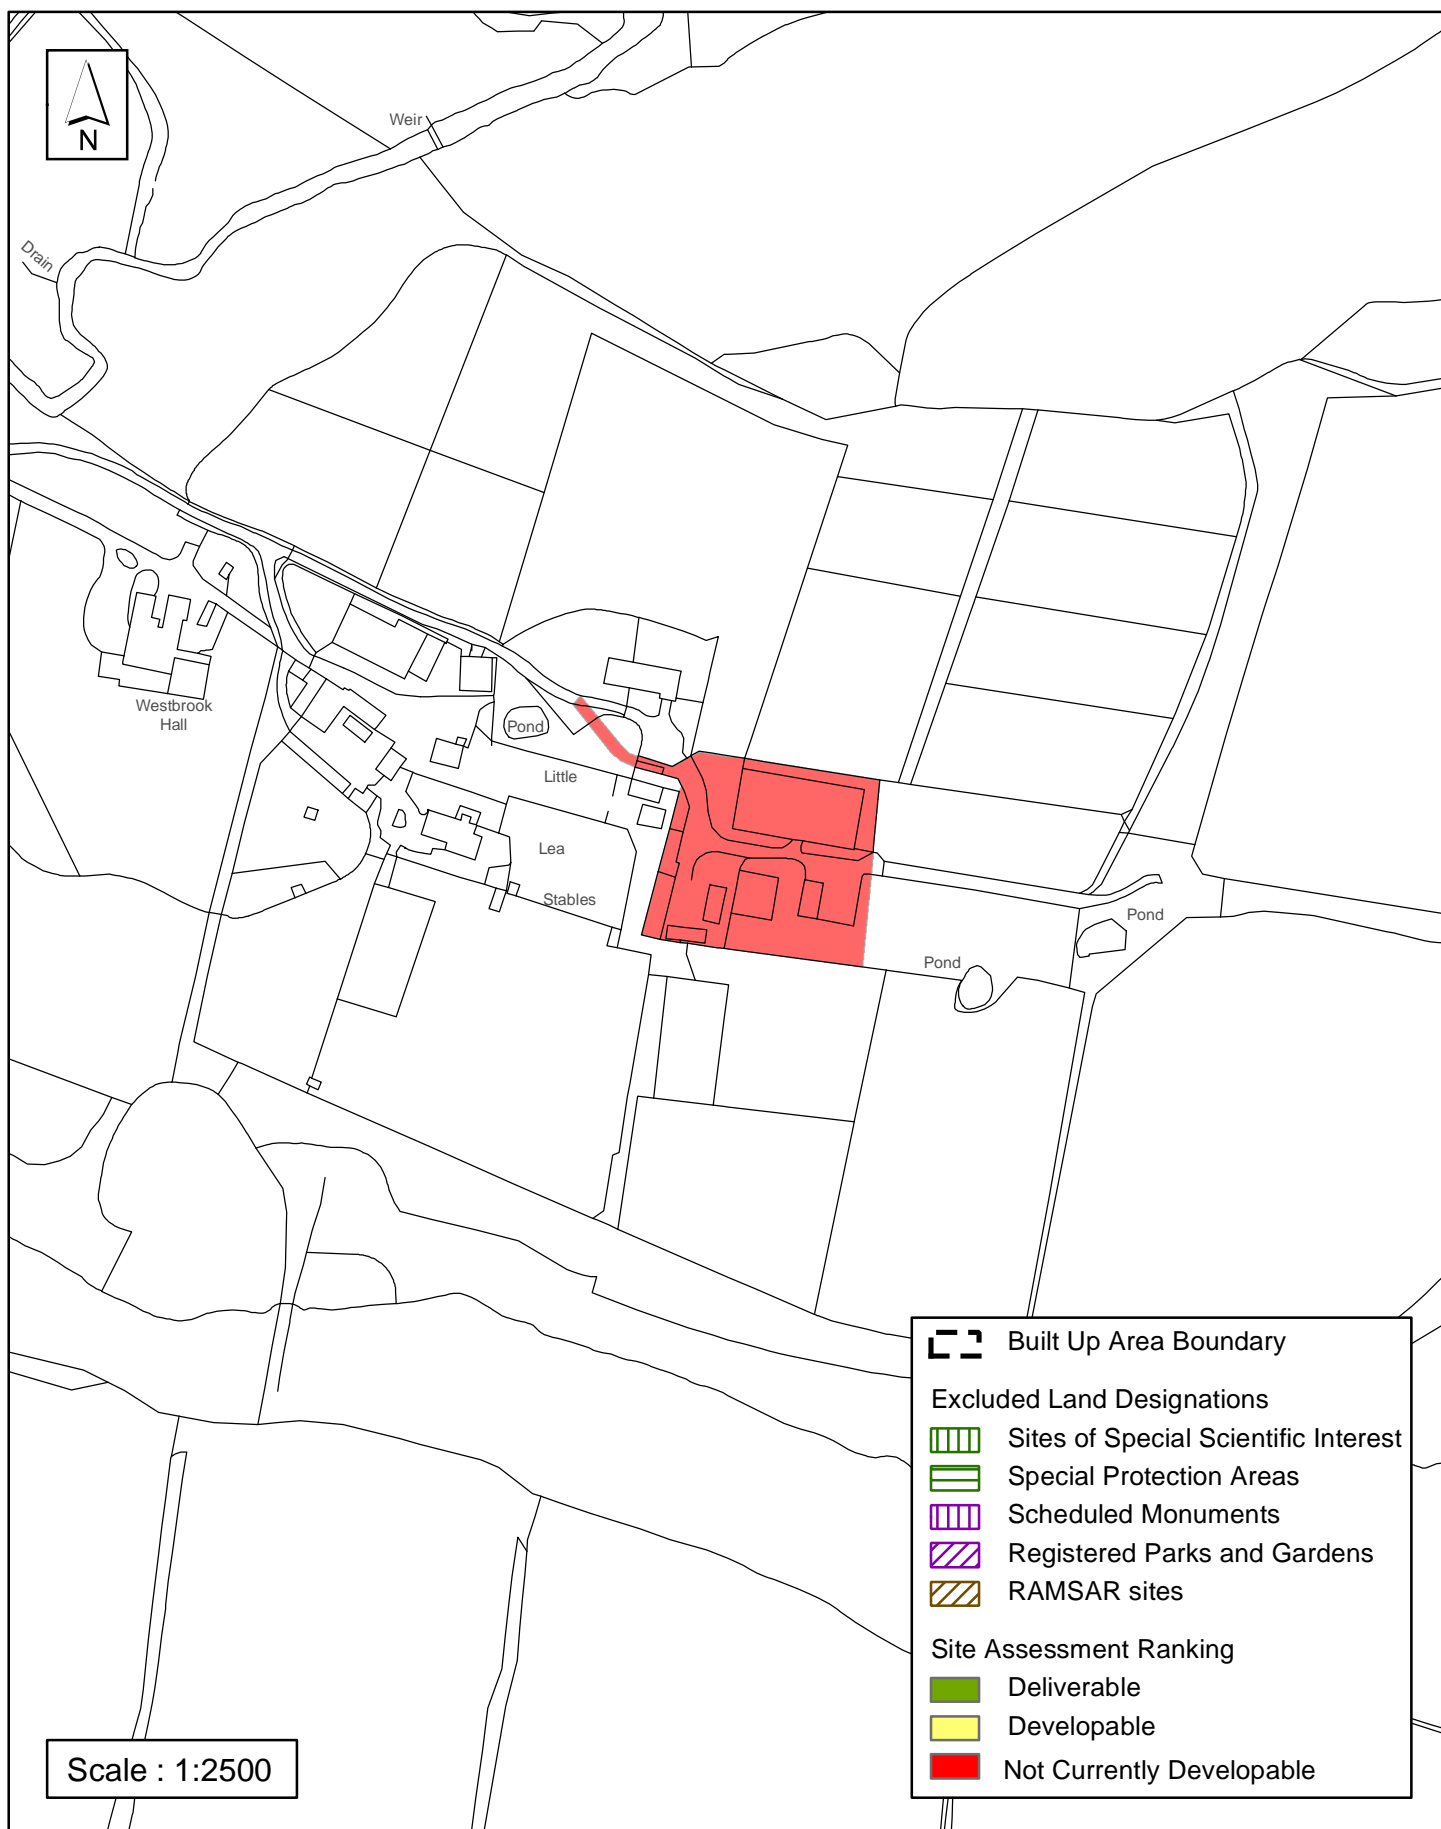 N
Weir
Drain
Westbrook
Hall
Pond
Little
Lea
Stables
Pond
Pond
Built Up Area Boundary
Excluded Land Designations
Sites of Special Scientific Interest
Special Protection Areas
Scheduled Monuments
Registered Parks and Gardens
RAMSAR sites
Site Assessment Ranking
Deliverable
Developable
Not Currently Developable
Scale : 1:2500